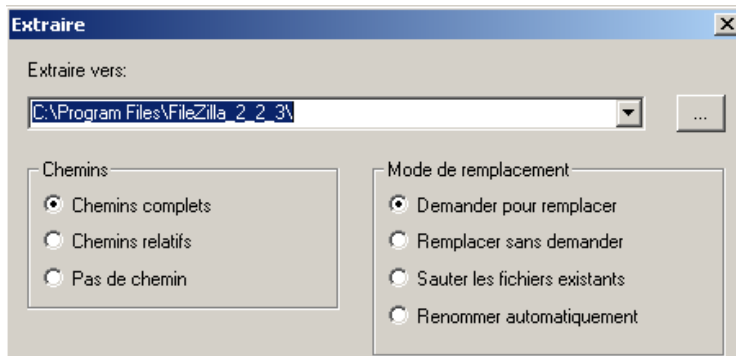 Extraire
Extraire vers:
C:\Program Files\FileZilla_2_2_3\
...
Chemins
Chemins complets
Chemins relatifs
Pas de chemin
Mode de remplacement
Demander pour remplacer
Remplacer sans demander
Sauter les fichiers existants
Renommer automatiquement